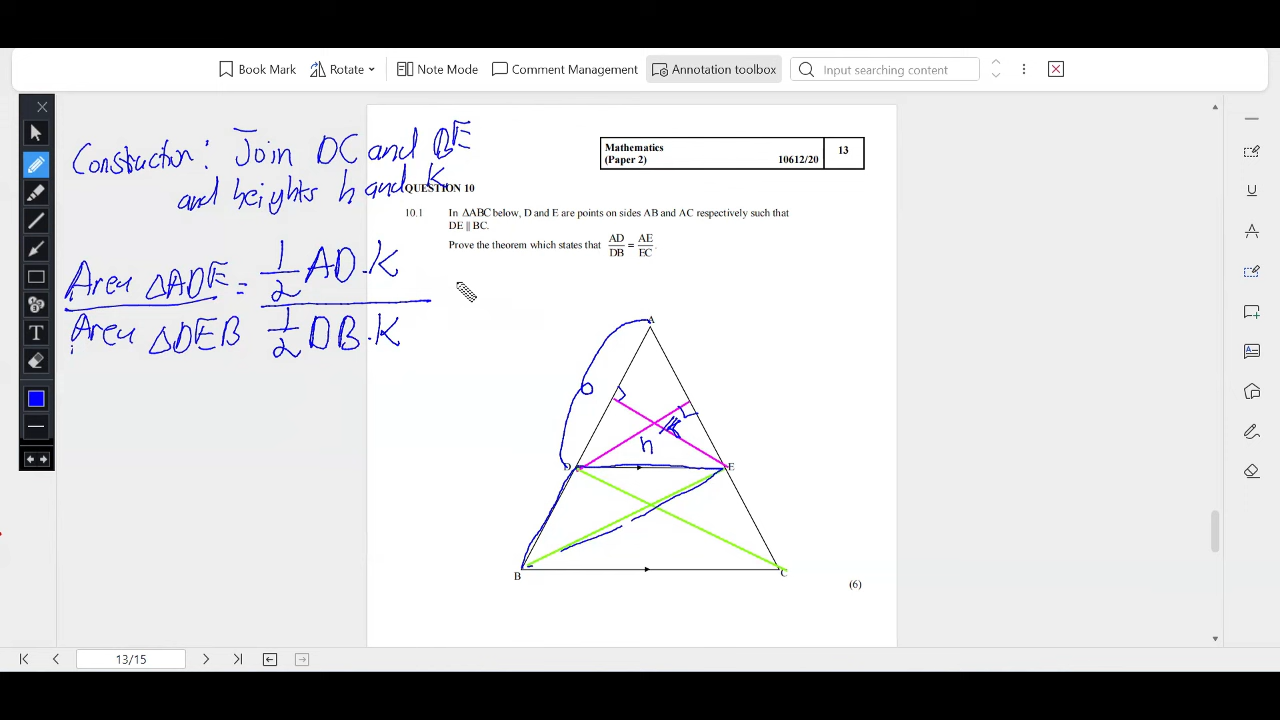 Book Mark
Rotate
Note Mode
Comment Management
Annotation toolbox
Input searching content
Construction: Join DC and BE
and heights h and K
Area ΔADE = 1/2 AD.K
Area ΔDEB 1/2 DB.K
Mathematics
(Paper 2) 10612/20
13
QUESTION 10
10.1 In ΔABC below, D and E are points on sides AB and AC respectively such that
DE || BC.
Prove the theorem which states that AD/DB = AE/EC.
A
h
D
E
B
C
(6)
13/15